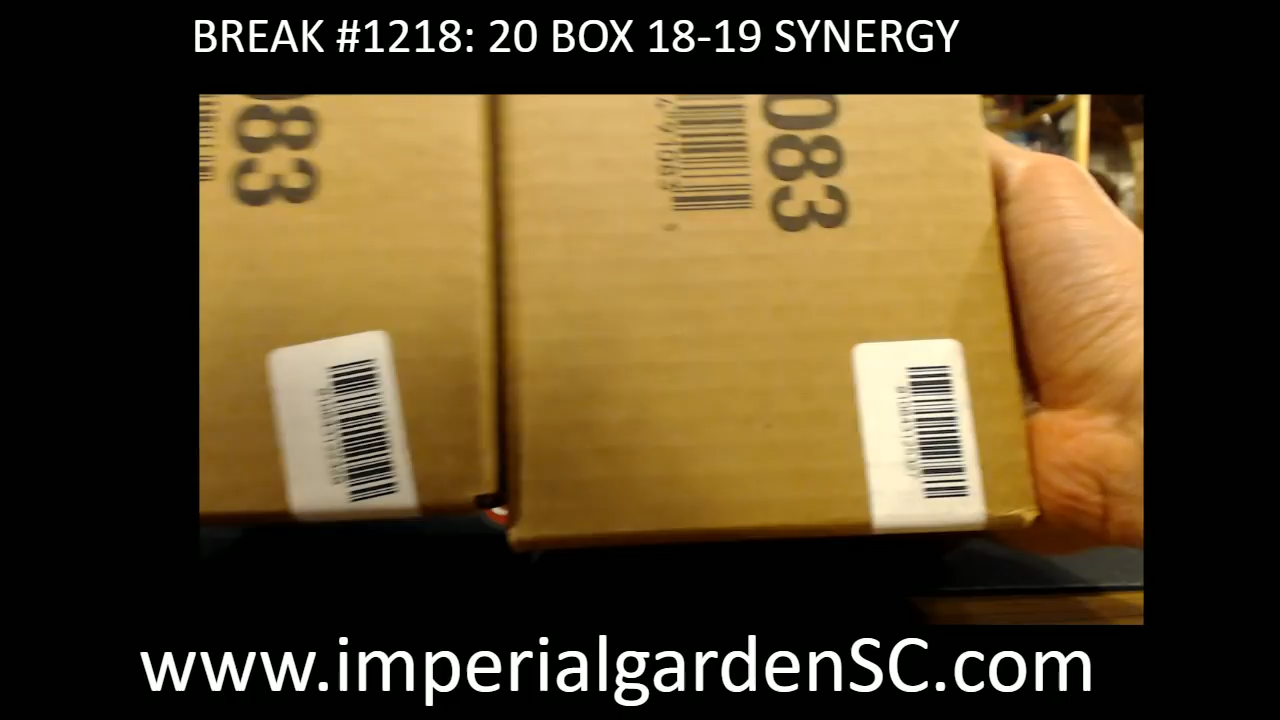 BREAK #1218: 20 BOX 18-19 SYNERGY
083
083
www.imperialgardenSC.com